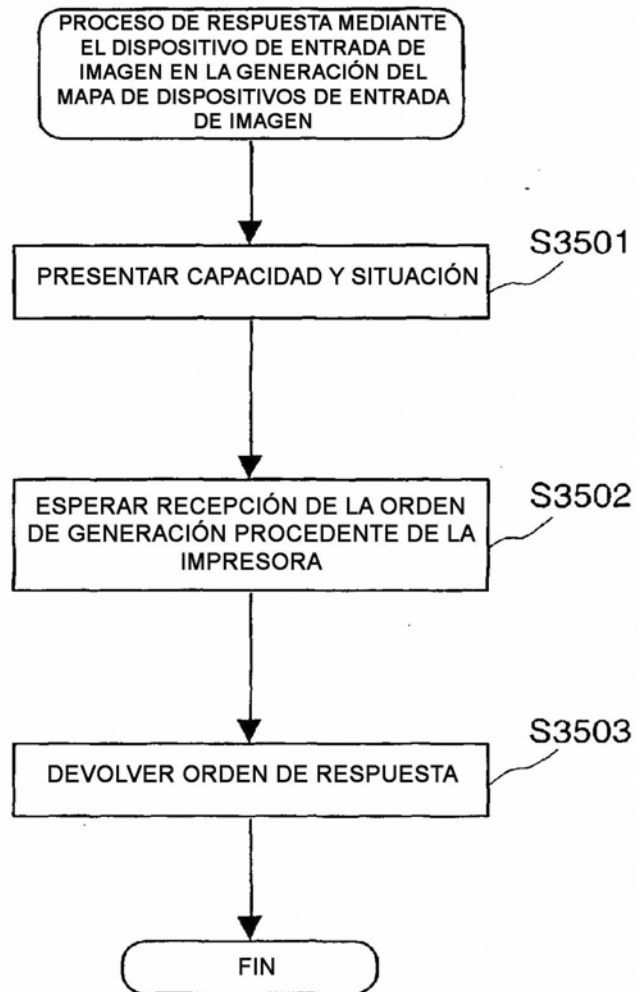 PROCESO DE RESPUESTA MEDIANTE
EL DISPOSITIVO DE ENTRADA DE
IMAGEN EN LA GENERACIÓN DEL
MAPA DE DISPOSITIVOS DE ENTRADA
DE IMAGEN
S3501
PRESENTAR CAPACIDAD Y SITUACIÓN
S3502
ESPERAR RECEPCIÓN DE LA ORDEN
DE GENERACIÓN PROCEDENTE DE LA
IMPRESORA
S3503
DEVOLVER ORDEN DE RESPUESTA
FIN